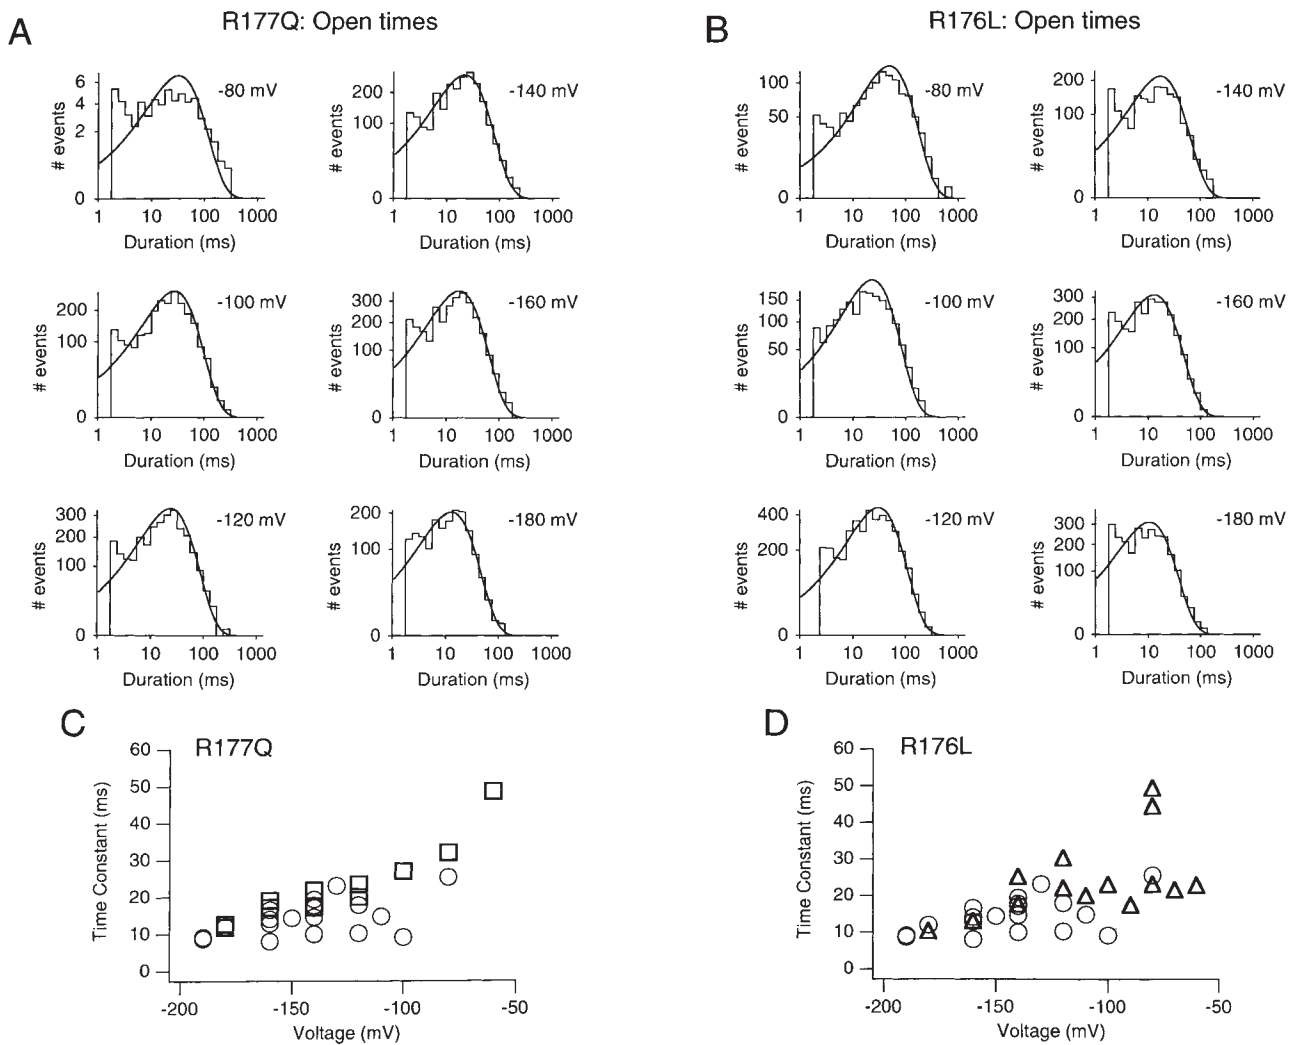 A
R177Q: Open times
# events
6
4
2
0
-80 mV
1 10 100 1000
Duration (ms)
# events
200
100
0
-140 mV
1 10 100 1000
Duration (ms)
# events
200
100
0
-100 mV
1 10 100 1000
Duration (ms)
# events
300
200
100
0
-160 mV
1 10 100 1000
Duration (ms)
# events
300
200
100
0
-120 mV
1 10 100 1000
Duration (ms)
# events
200
100
0
-180 mV
1 10 100 1000
Duration (ms)
B
R176L: Open times
# events
100
50
0
-80 mV
1 10 100 1000
Duration (ms)
# events
200
100
0
-140 mV
1 10 100 1000
Duration (ms)
# events
150
100
50
0
-100 mV
1 10 100 1000
Duration (ms)
# events
300
200
100
0
-160 mV
1 10 100 1000
Duration (ms)
# events
400
200
0
-120 mV
1 10 100 1000
Duration (ms)
# events
300
200
100
0
-180 mV
1 10 100 1000
Duration (ms)
C
R177Q
Time Constant (ms)
60
50
40
30
20
10
0
-200 -150 -100 -50
Voltage (mV)
D
R176L
Time Constant (ms)
60
50
40
30
20
10
0
-200 -150 -100 -50
Voltage (mV)